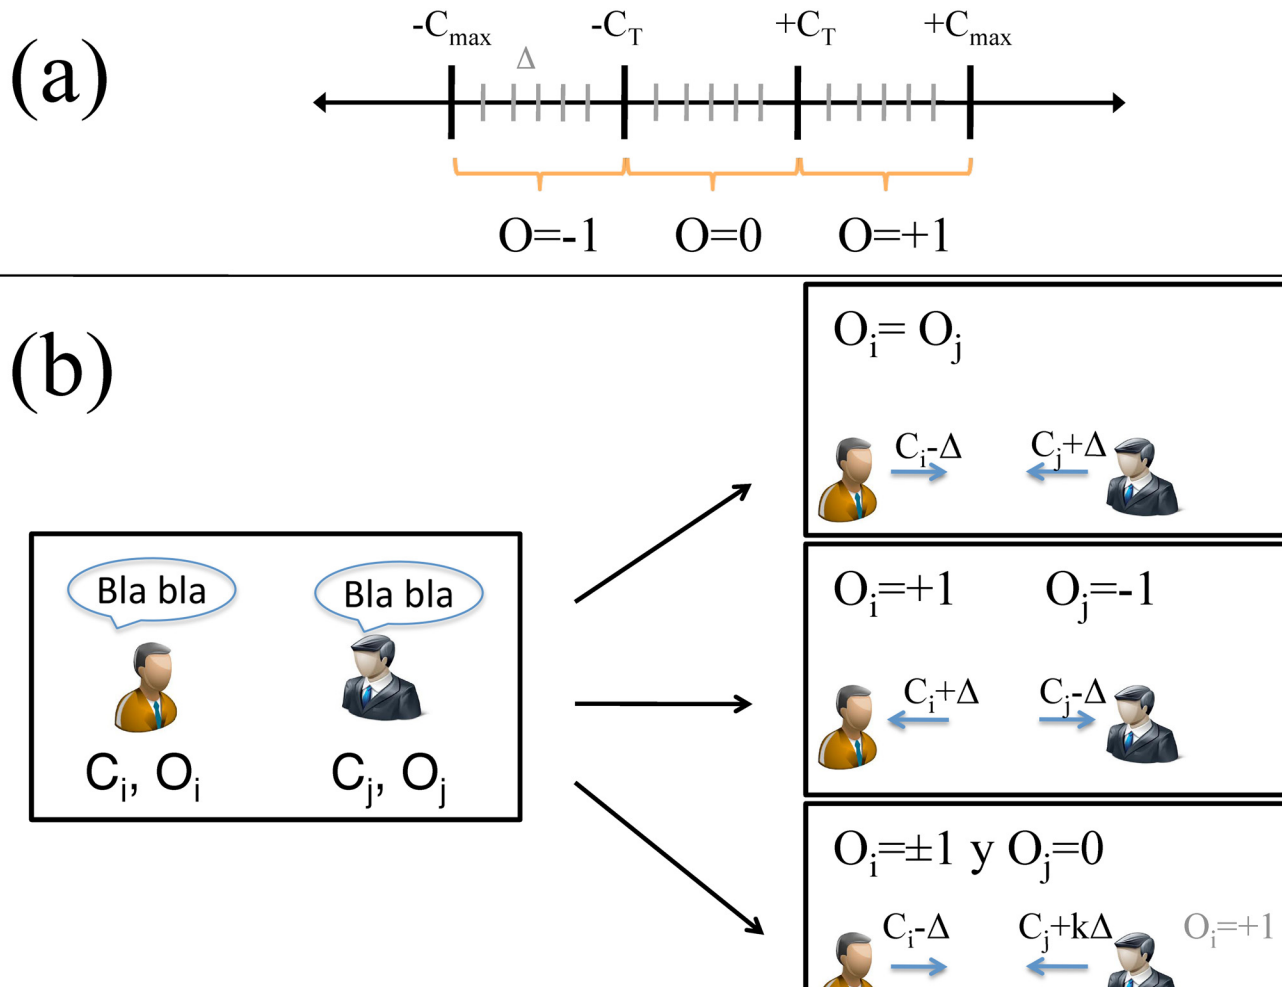 (a)
-Cmax -CT +CT +Cmax
Δ
O=-1 O=0 O=+1
(b)
Oi= Oj
Ci-Δ Cj+Δ
Bla bla Bla bla
Ci, Oi Cj, Oj
Oi=+1 Oj=-1
Ci+Δ Cj-Δ
Oi=±1 y Oj=0
Ci-Δ Cj+kΔ Oi=+1